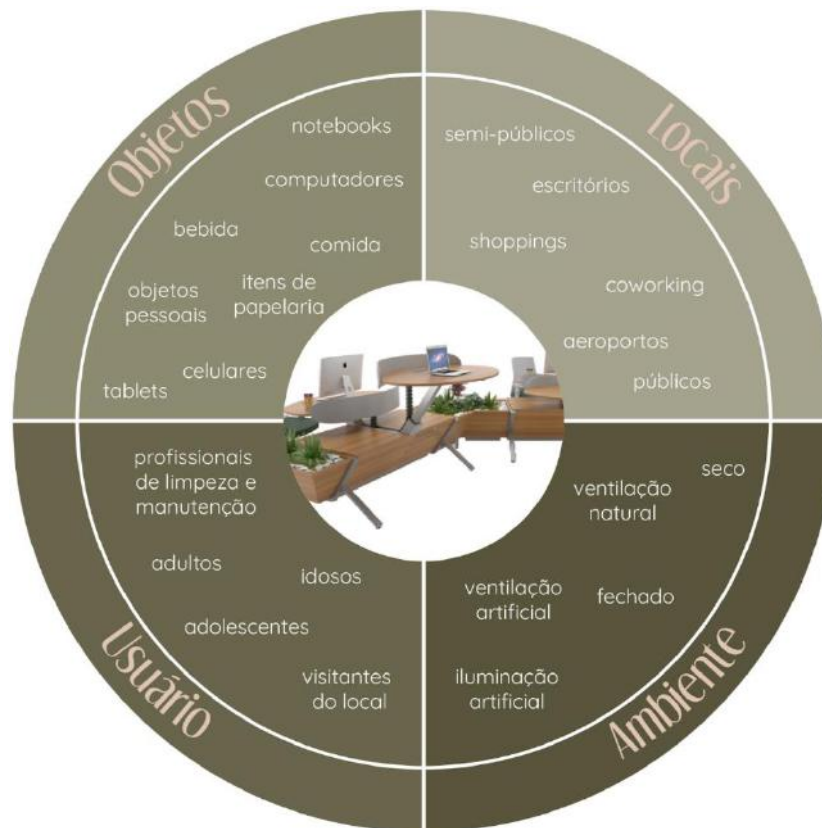 Objetos
notebooks
computadores
bebida
comida
objetos
pessoais
itens de
papelaria
celulares
tablets
Locais
semi-públicos
escritórios
shoppings
coworking
aeroportos
públicos
Usuário
profissionais
de limpeza e
manutenção
adultos
idosos
adolescentes
visitantes
do local
Ambiente
seco
ventilação
natural
ventilação
artificial
fechado
iluminação
artificial